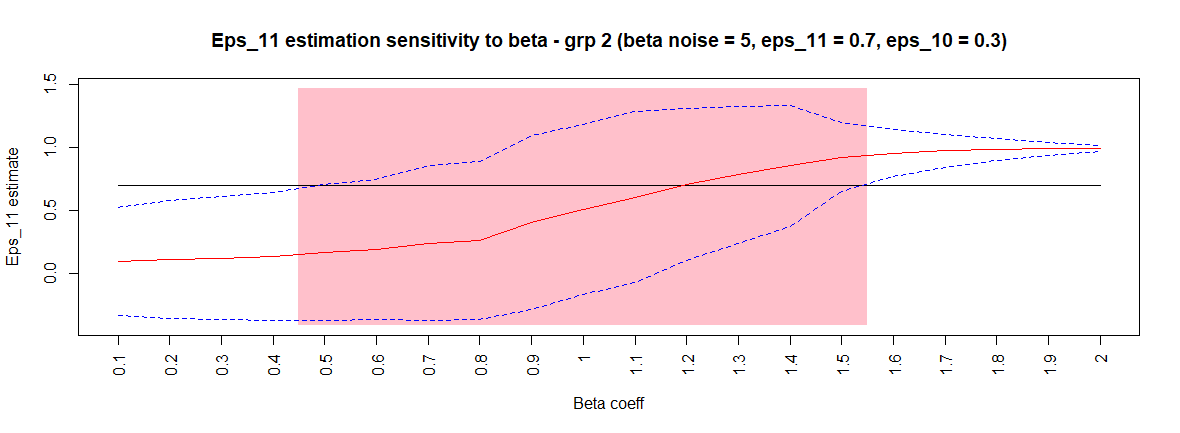 Eps_11 estimation sensitivity to beta - grp 2 (beta noise = 5, eps_11 = 0.7, eps_10 = 0.3)
Eps_11 estimate
1.5
1.0
0.5
0.0
0.1 0.2 0.3 0.4 0.5 0.6 0.7 0.8 0.9 1 1.1 1.2 1.3 1.4 1.5 1.6 1.7 1.8 1.9 2
Beta coeff